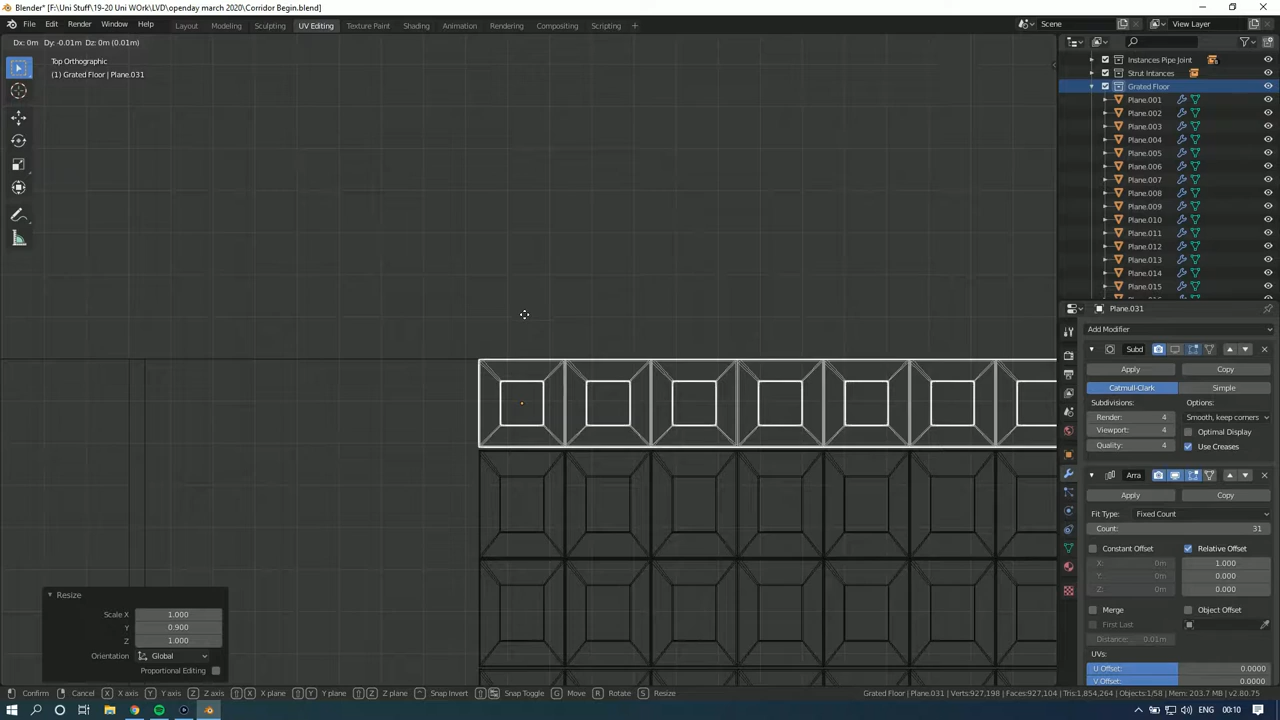 Blender* [F:\Uni Stuff\19-20 Uni WOrk\LVD\openday march 2020\Corridor Begin.blend]
File Edit Render Window Help Layout Modeling Sculpting UV Editing Texture Paint Shading Animation Rendering Compositing Scripting + Scene View Layer
Dx: 0m Dy: -0.01m Dz: 0m (0.01m)
Top Orthographic
(1) Grated Floor | Plane.031
Instances Pipe Joint
Strut Intances
Grated Floor
Plane.001
Plane.002
Plane.003
Plane.004
Plane.005
Plane.006
Plane.007
Plane.008
Plane.009
Plane.010
Plane.011
Plane.012
Plane.013
Plane.014
Plane.015
Plane.031
Add Modifier
Subd
Apply Copy
Catmull-Clark Simple
Subdivisions: Options:
Render: 4 Smooth, keep corners
Viewport: 4 Optimal Display
Quality: 4 Use Creases
Arra
Apply Copy
Fit Type: Fixed Count
Count: 31
Constant Offset Relative Offset
X: 0m 1.000
Y: 0m 0.000
Z: 0m 0.000
Merge Object Offset
First Last
Distance: 0.01m
UVs:
U Offset: 0.0000
V Offset: 0.0000
Resize
Scale X 1.000
Y 0.900
Z 1.000
Orientation Global
Proportional Editing
Confirm Cancel X X axis Y Y axis Z Z axis X X plane Y Y plane Z Z plane Snap Invert Snap Toggle G Move R Rotate S Resize
Grated Floor | Plane.031 | Verts:927,198 | Faces:927,104 | Tris:1,854,264 | Objects:1/58 | Mem: 203.7 MB | v2.80.75
ENG 00:10